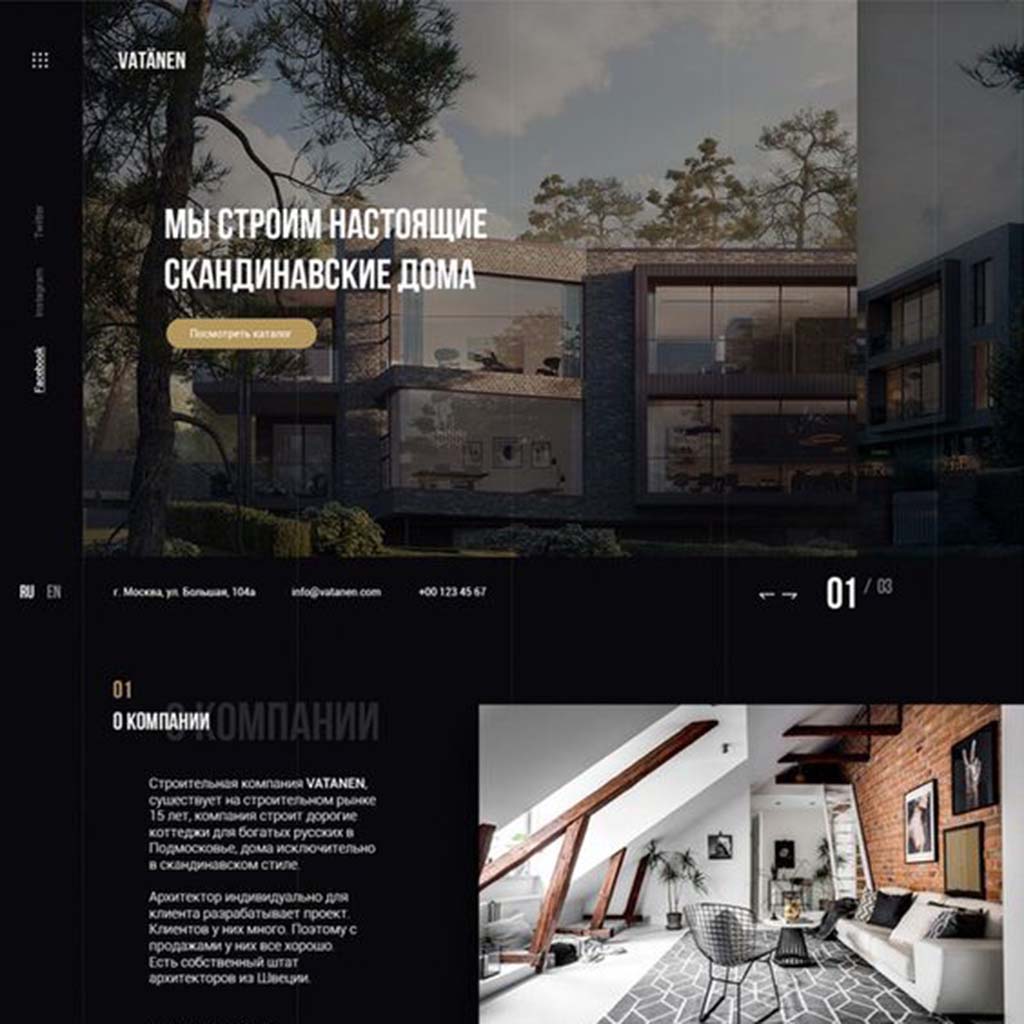 .VATÄNEN
Twitter
Instagram
Facebook
МЫ СТРОИМ НАСТОЯЩИЕ
СКАНДИНАВСКИЕ ДОМА
Посмотреть каталог
RU EN
г. Москва, ул. Большая, 104а
info@vatanen.com
+00 123 45 67
01 / 03
01
О КОМПАНИИ
О КОМПАНИИ
Строительная компания VATANEN,
существует на строительном рынке
15 лет, компания строит дорогие
коттеджи для богатых русских в
Подмосковье, дома исключительно
в скандинавском стиле.
Архитектор индивидуально для
клиента разрабатывает проект.
Клиентов у них много. Поэтому с
продажами у них все хорошо.
Есть собственный штат
архитекторов из Швеции.